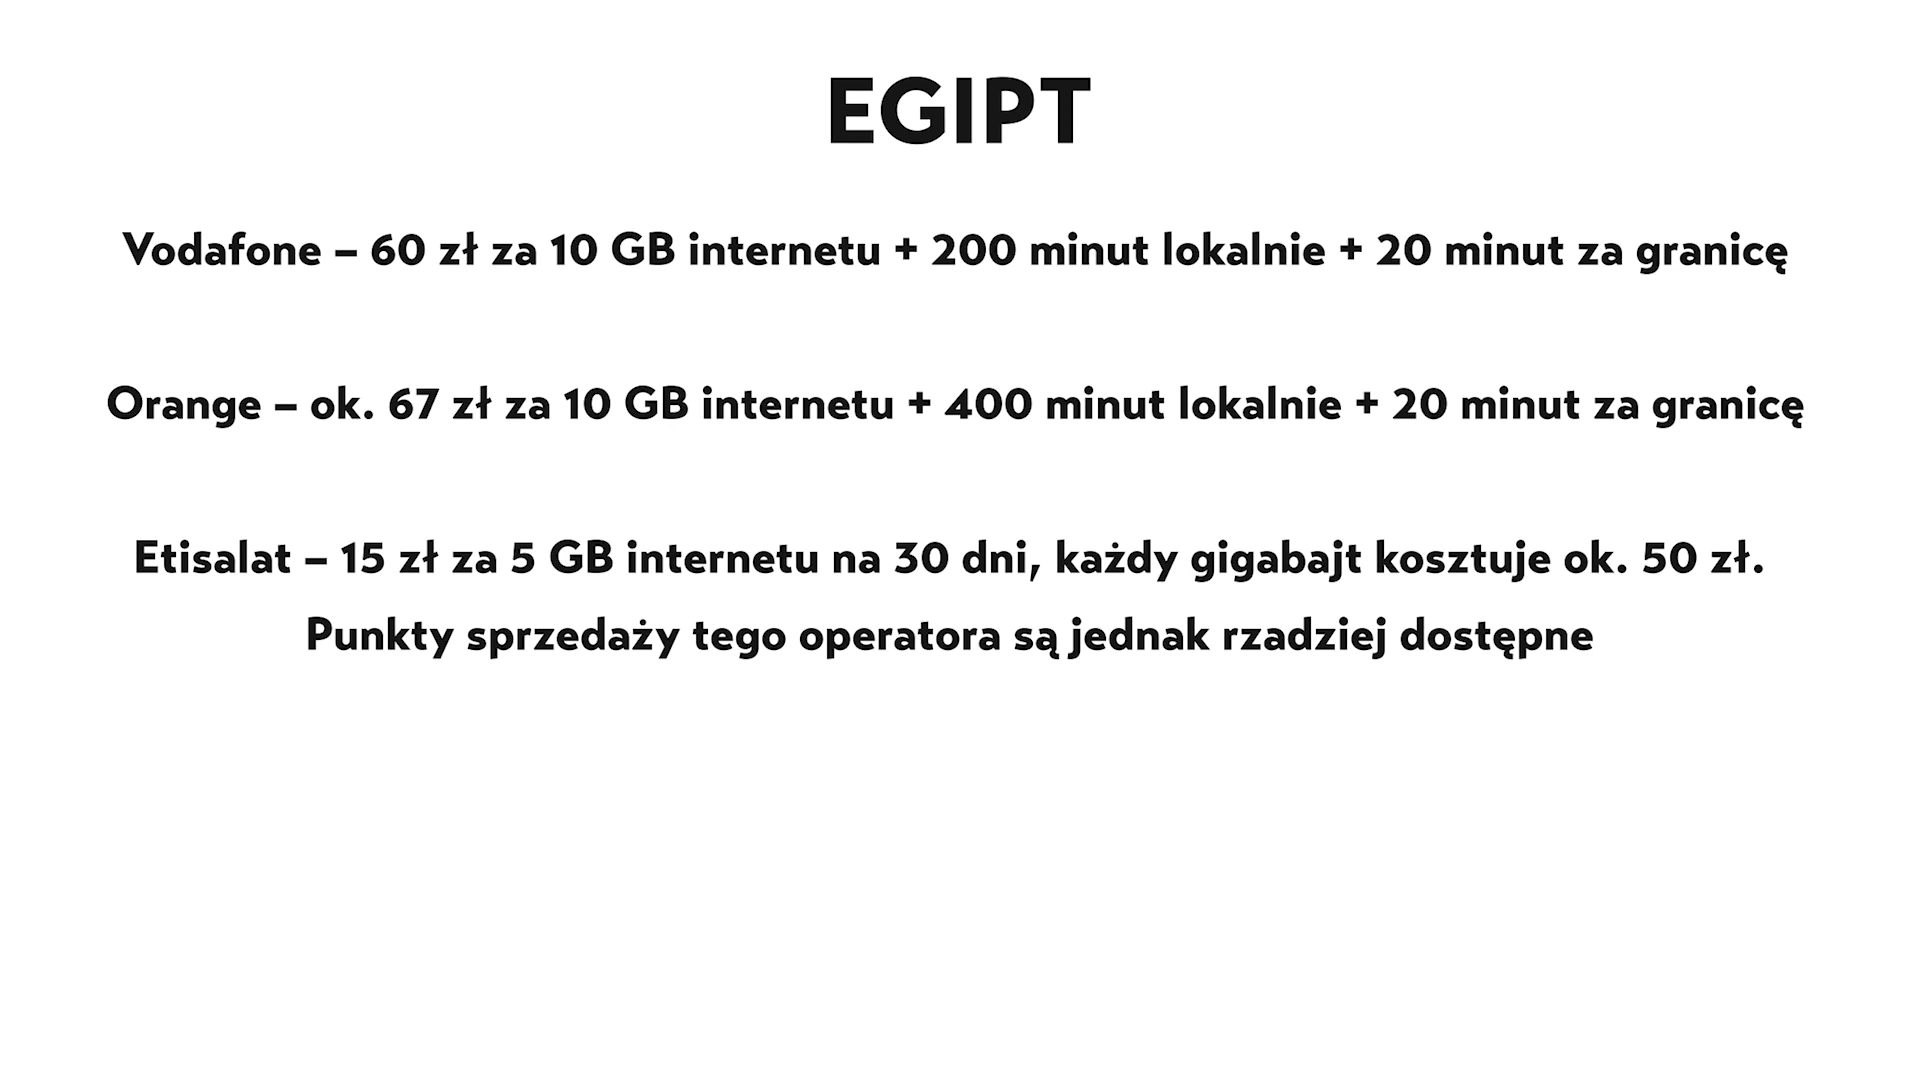 EGIPT
Vodafone – 60 zł za 10 GB internetu + 200 minut lokalnie + 20 minut za granicę
Orange – ok. 67 zł za 10 GB internetu + 400 minut lokalnie + 20 minut za granicę
Etisalat – 15 zł za 5 GB internetu na 30 dni, każdy gigabajt kosztuje ok. 50 zł.
Punkty sprzedaży tego operatora są jednak rzadziej dostępne